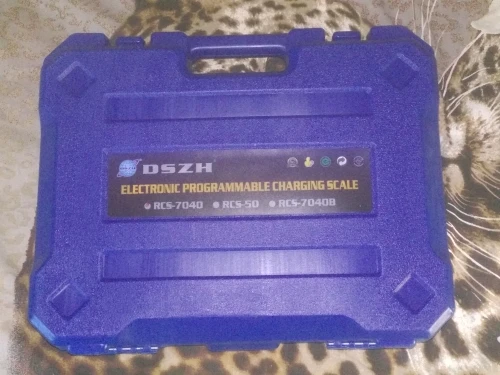 DSZH
ELECTRONIC PROGRAMMABLE CHARGING SCALE
RCS-7040 RCS-50 RCS-7040B